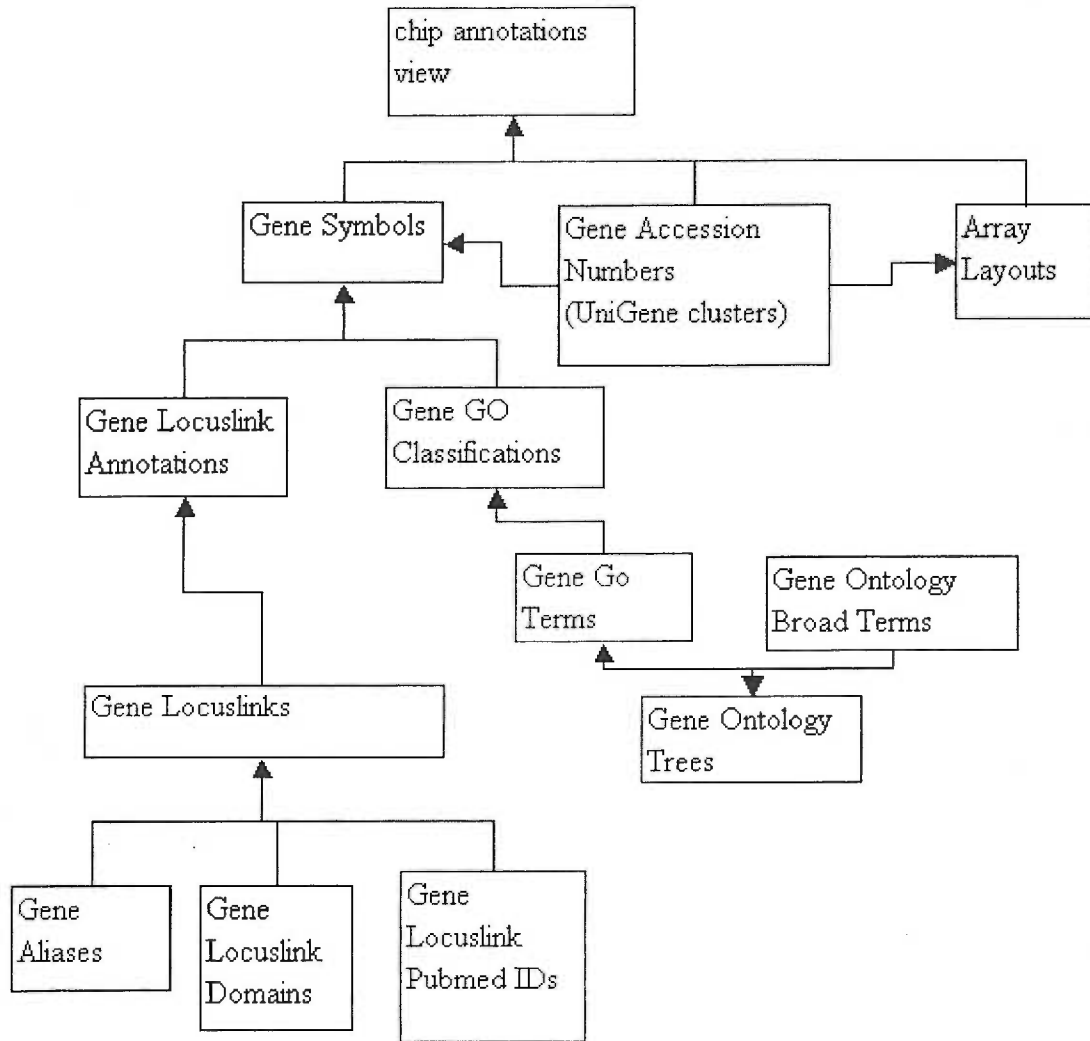 chip annotations
view
Gene Symbols
Gene Accession
Numbers
(UniGene clusters)
Array
Layouts
Gene Locuslink
Annotations
Gene GO
Classifications
Gene Go
Terms
Gene Ontology
Broad Terms
Gene Locuslinks
Gene Ontology
Trees
Gene
Aliases
Gene
Locuslink
Domains
Gene
Locuslink
Pubmed IDs